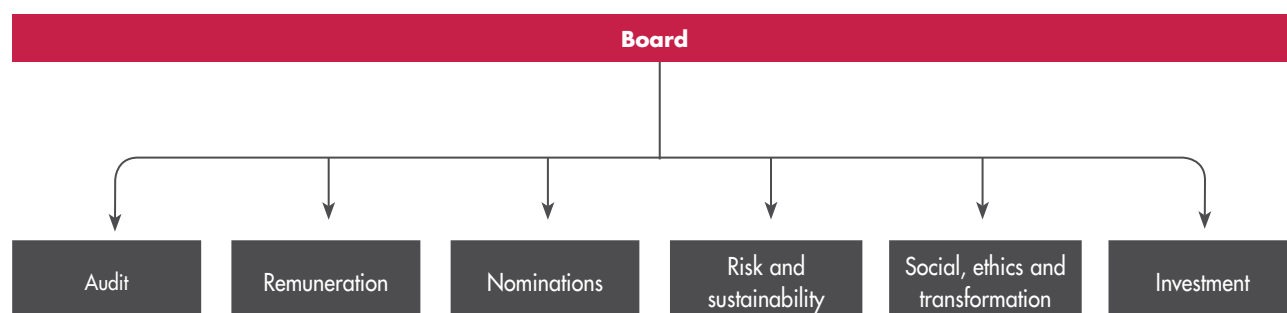 Board
Audit
Remuneration
Nominations
Risk and
sustainability
Social, ethics and
transformation
Investment